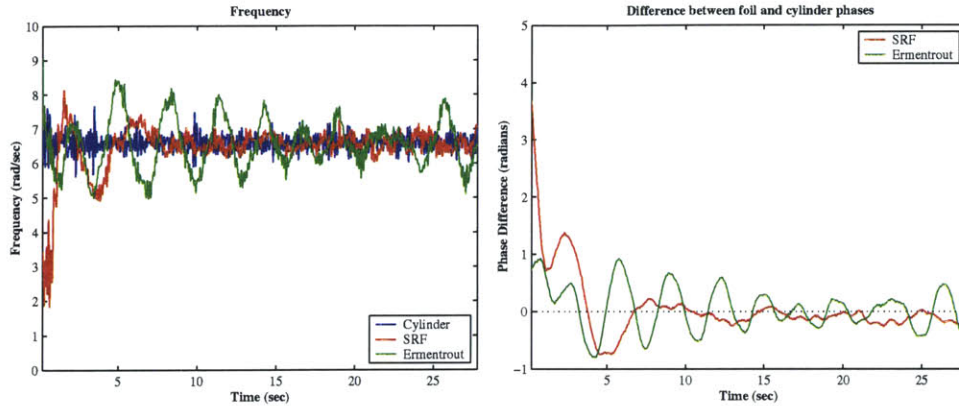 Frequency
10
9
8
7
6
5
4
3
2
1
0
Frequency (rad/sec)
5
10
15
20
25
Time (sec)
Cylinder
SRF
Ermentrout
Difference between foil and cylinder phases
5
4
3
2
1
0
-1
Phase Difference (radians)
5
10
15
20
25
Time (sec)
SRF
Ermentrout